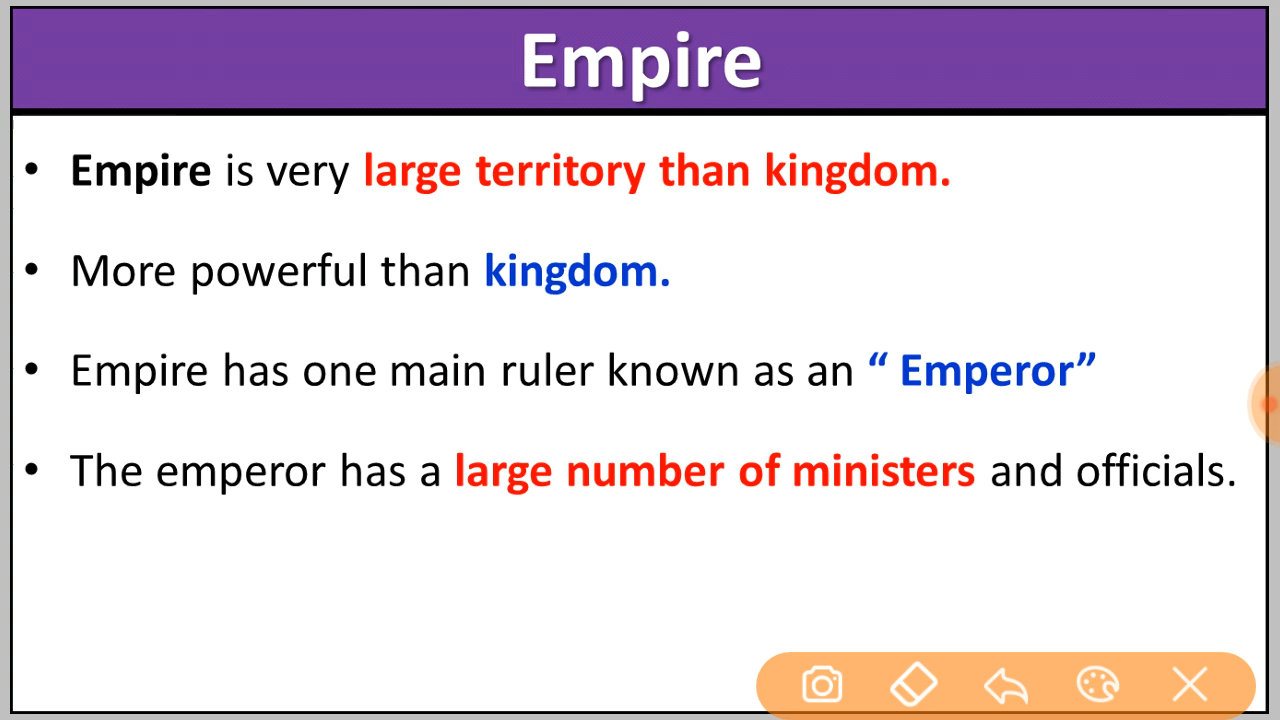 Empire
• Empire is very large territory than kingdom.
• More powerful than kingdom.
• Empire has one main ruler known as an “ Emperor”
• The emperor has a large number of ministers and officials.